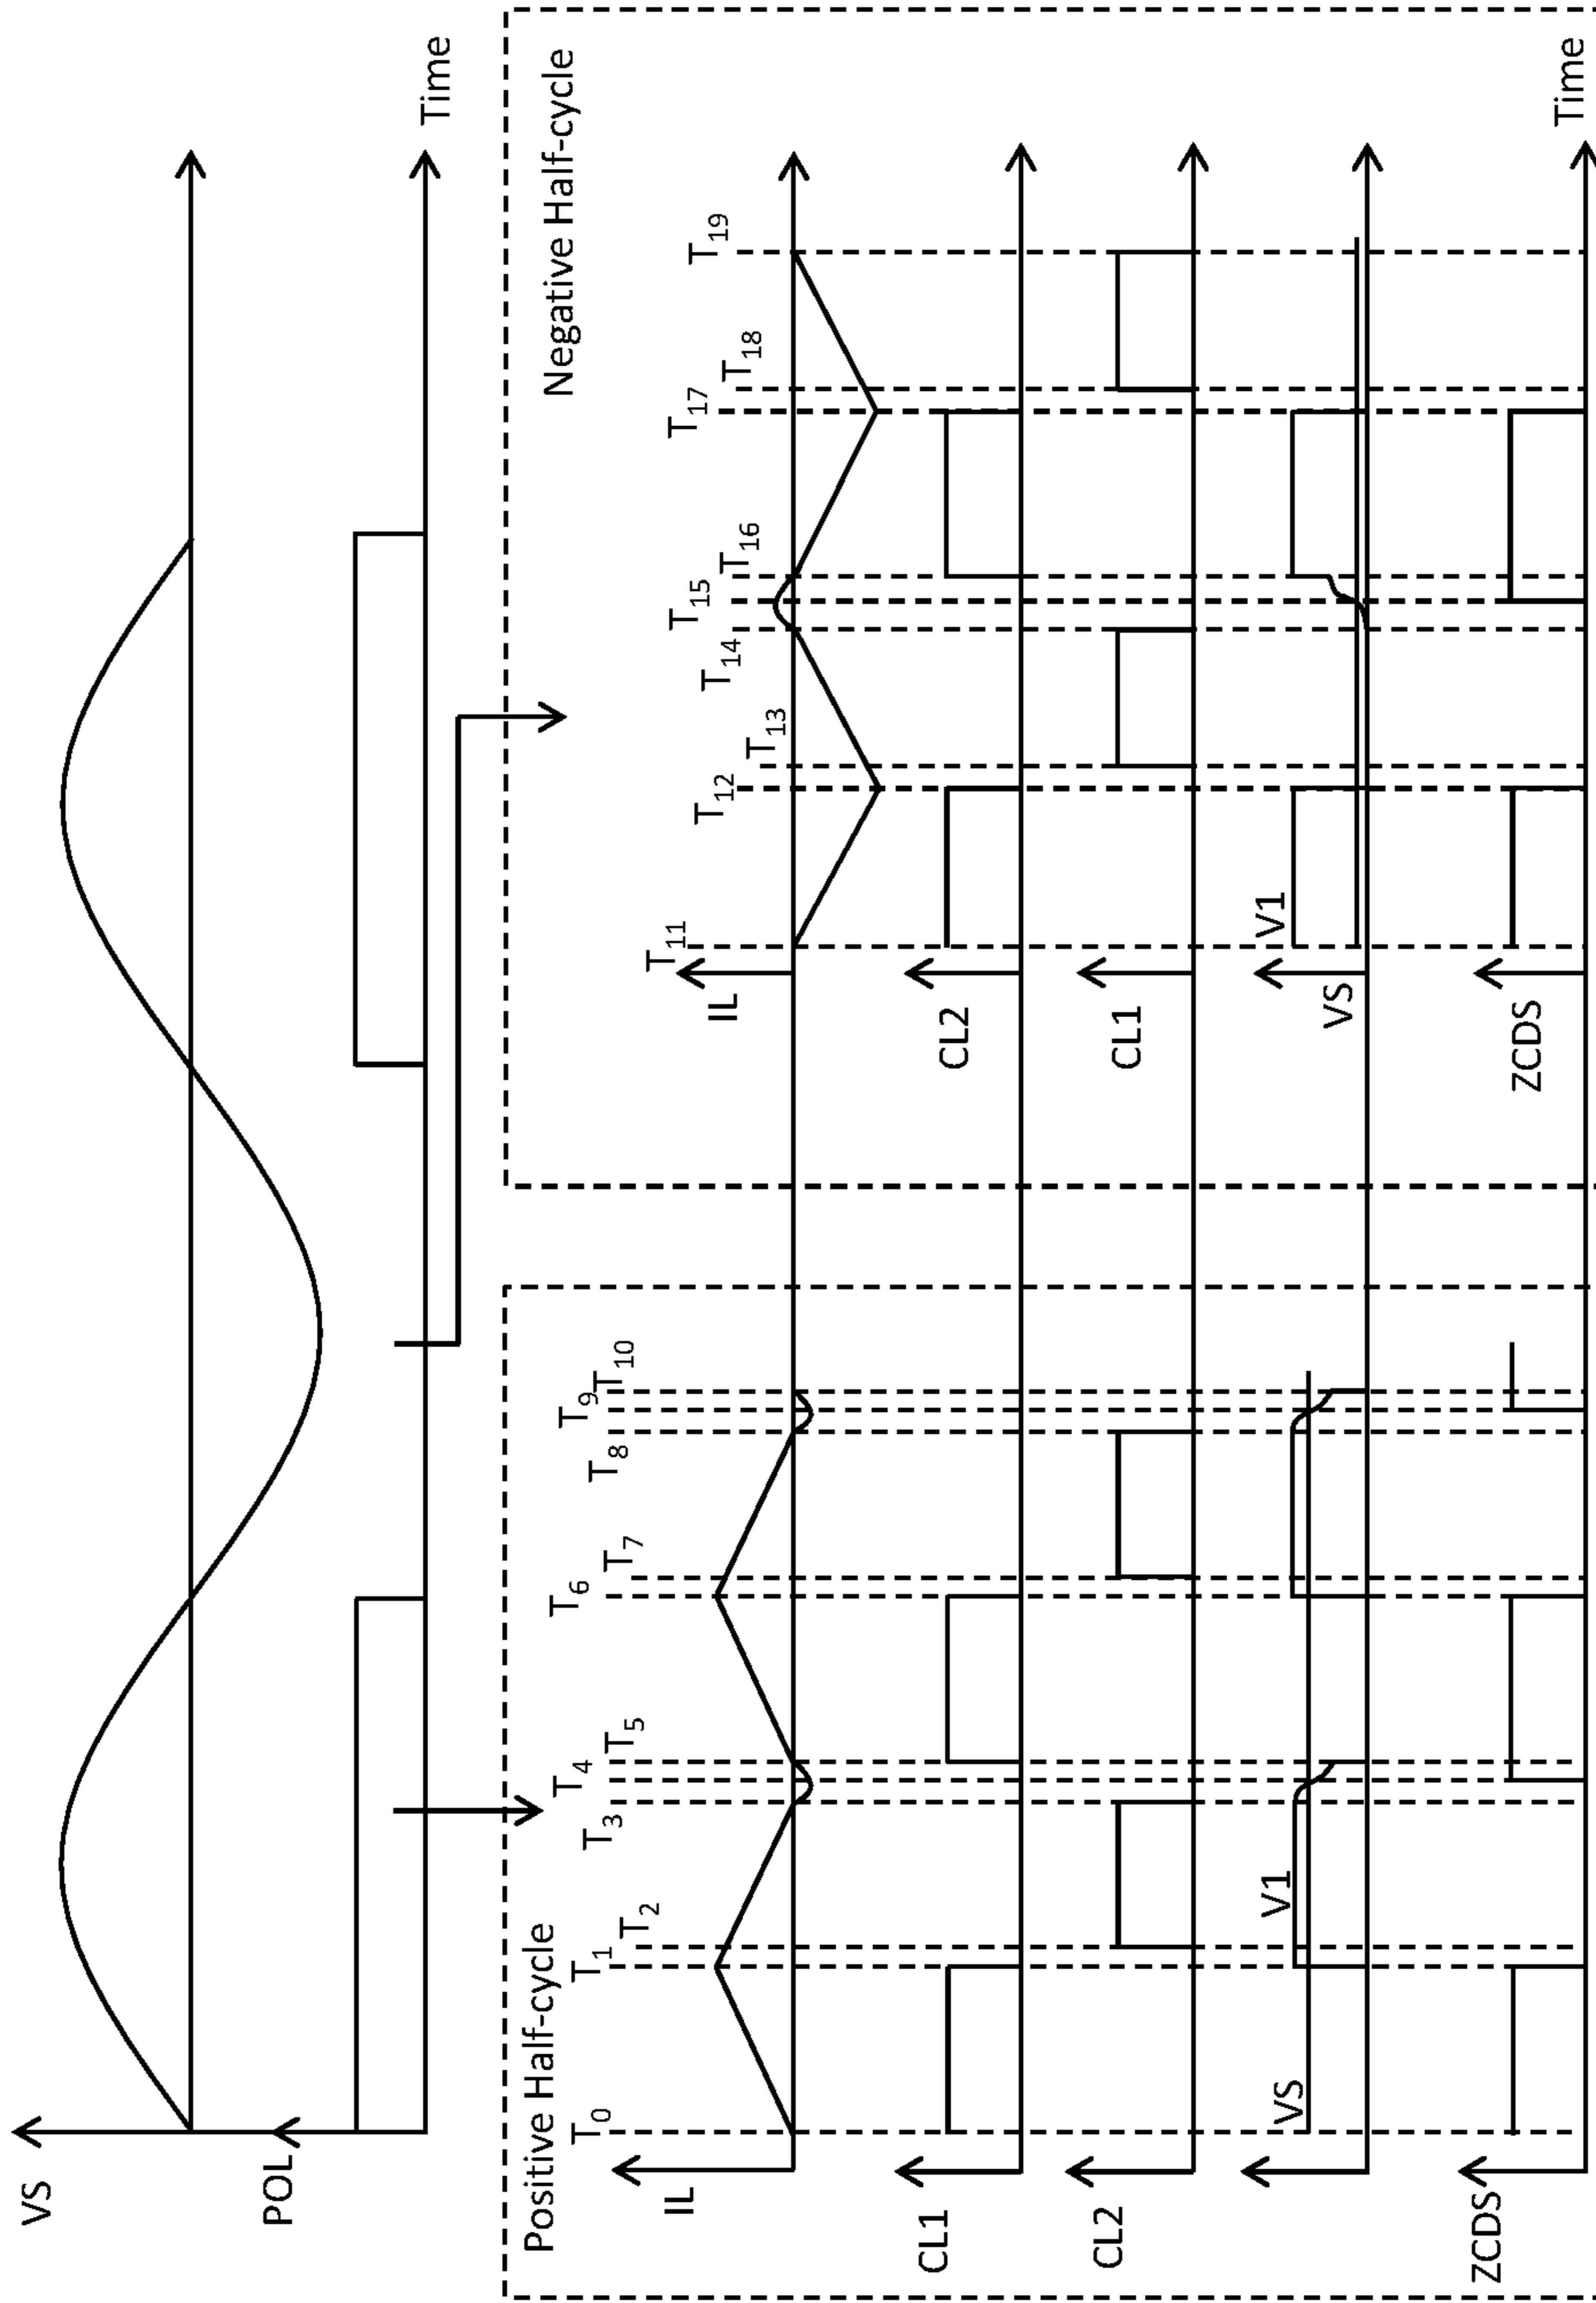 VS
POL
Time
Positive Half-cycle
T0
T1
T2
T3
T4
T5
T6
T7
T8
T9
T10
IL
CL1
CL2
VS
V1
ZCDS
Negative Half-cycle
T11
T12
T13
T14
T15
T16
T17
T18
T19
IL
CL2
CL1
V1
VS
ZCDS
Time